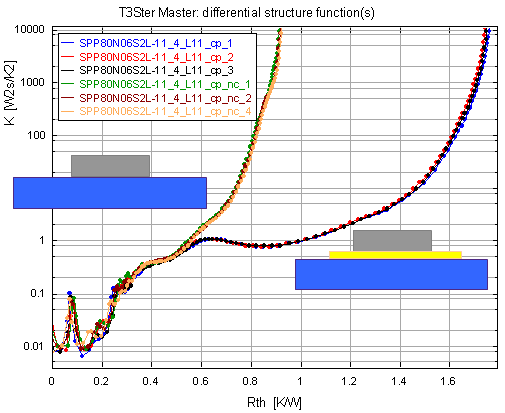 T3Ster Master: differential structure function(s)
K [W2s/K2]
10000
1000
100
10
1
0.1
0.01
SPP80N06S2L-11_4_L11_cp_1
SPP80N06S2L-11_4_L11_cp_2
SPP80N06S2L-11_4_L11_cp_3
SPP80N06S2L-11_4_L11_cp_nc_1
SPP80N06S2L-11_4_L11_cp_nc_2
SPP80N06S2L-11_4_L11_cp_nc_4
0 0.2 0.4 0.6 0.8 1 1.2 1.4 1.6
Rth [K/W]